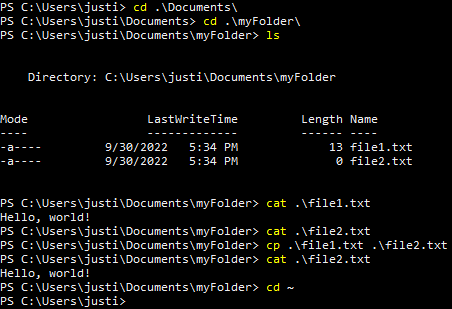 PS C:\Users\justi> cd .\Documents\
PS C:\Users\justi\Documents> cd .\myFolder\
PS C:\Users\justi\Documents\myFolder> ls
Directory: C:\Users\justi\Documents\myFolder
Mode                 LastWriteTime         Length Name
----                 -------------         ------ ----
-a----         9/30/2022   5:34 PM             13 file1.txt
-a----         9/30/2022   5:34 PM              0 file2.txt
PS C:\Users\justi\Documents\myFolder> cat .\file1.txt
Hello, world!
PS C:\Users\justi\Documents\myFolder> cat .\file2.txt
PS C:\Users\justi\Documents\myFolder> cp .\file1.txt .\file2.txt
PS C:\Users\justi\Documents\myFolder> cat .\file2.txt
Hello, world!
PS C:\Users\justi\Documents\myFolder> cd ~
PS C:\Users\justi>